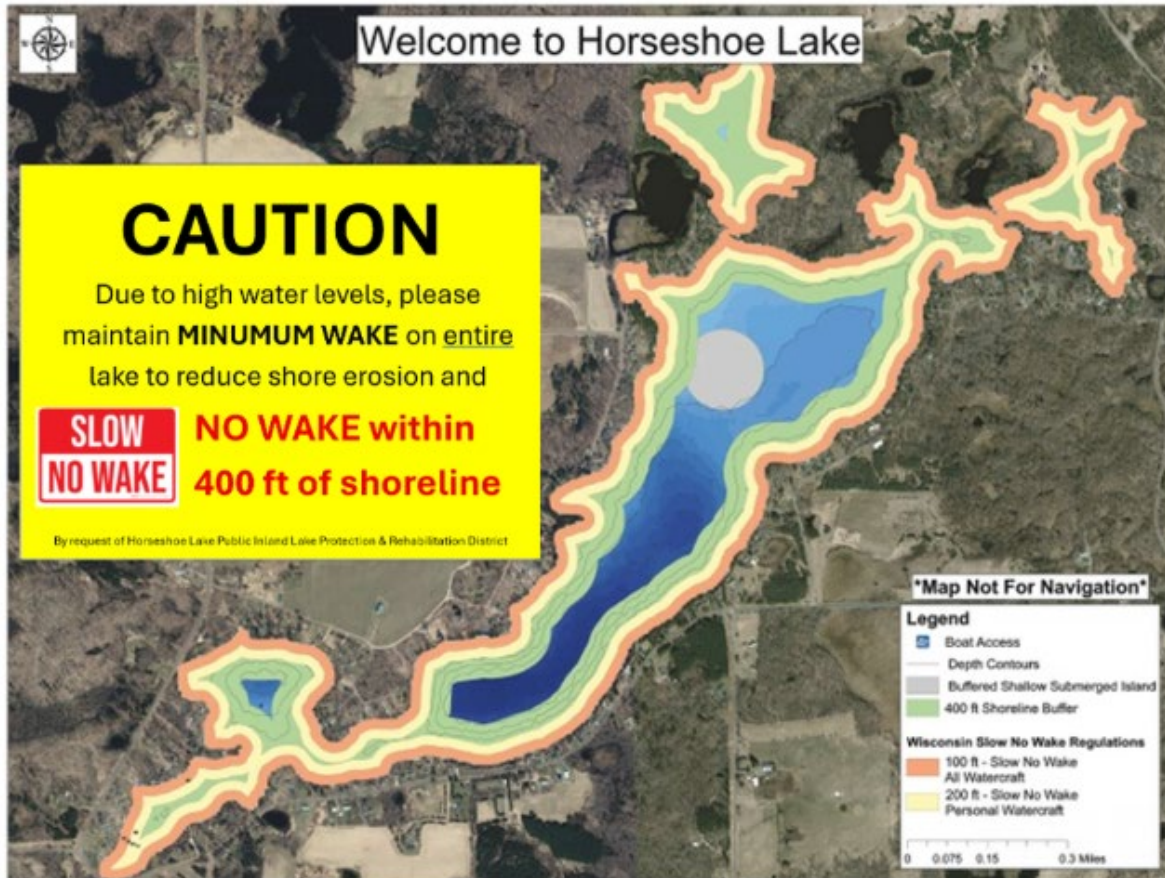 N
W E
S
Welcome to Horseshoe Lake
CAUTION
Due to high water levels, please
maintain MINUMUM WAKE on entire
lake to reduce shore erosion and
SLOW
NO WAKE
NO WAKE within
400 ft of shoreline
By request of Horseshoe Lake Public Inland Lake Protection & Rehabilitation District
*Map Not For Navigation*
Legend
Boat Access
Depth Contours
Buffered Shallow Submerged Island
400 ft Shoreline Buffer
Wisconsin Slow No Wake Regulations
100 ft - Slow No Wake
All Watercraft
200 ft - Slow No Wake
Personal Watercraft
0 0.075 0.15 0.3 Miles